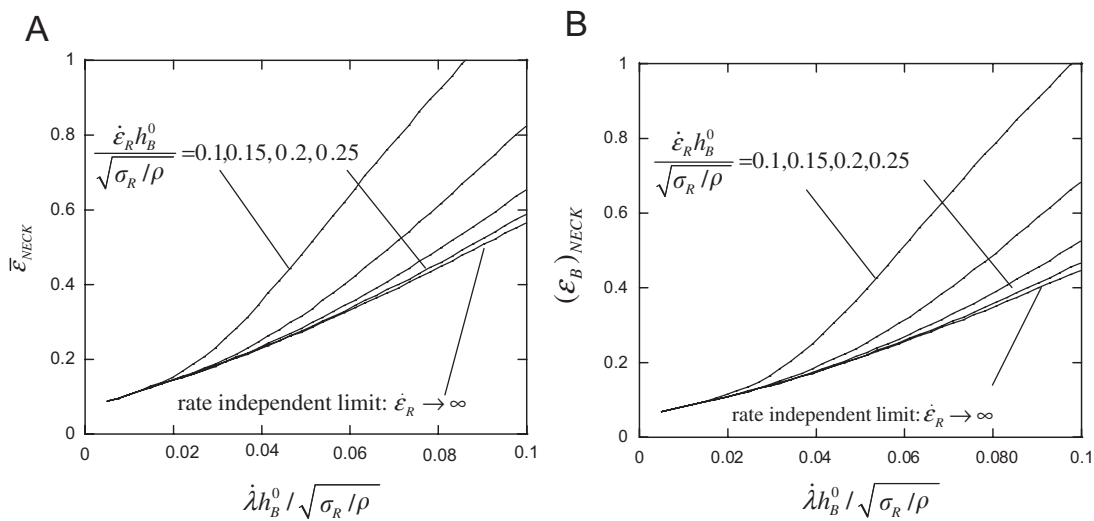 A
1
0.8
0.6
0.4
0.2
0
0 0.02 0.04 0.06 0.08 0.1
ε̄_NECK
ε̇_R h_B^0 / √(σ_R/ρ) =0.1,0.15, 0.2, 0.25
rate independent limit: ε̇_R → ∞
λ̇h_B^0 / √(σ_R/ρ)
B
1
0.8
0.6
0.4
0.2
0
0 0.02 0.04 0.06 0.080 0.1
(ε_B)_NECK
ε̇_R h_B^0 / √(σ_R/ρ) =0.1,0.15,0.2,0.25
rate independent limit: ε̇_R → ∞
λ̇h_B^0 / √(σ_R/ρ)